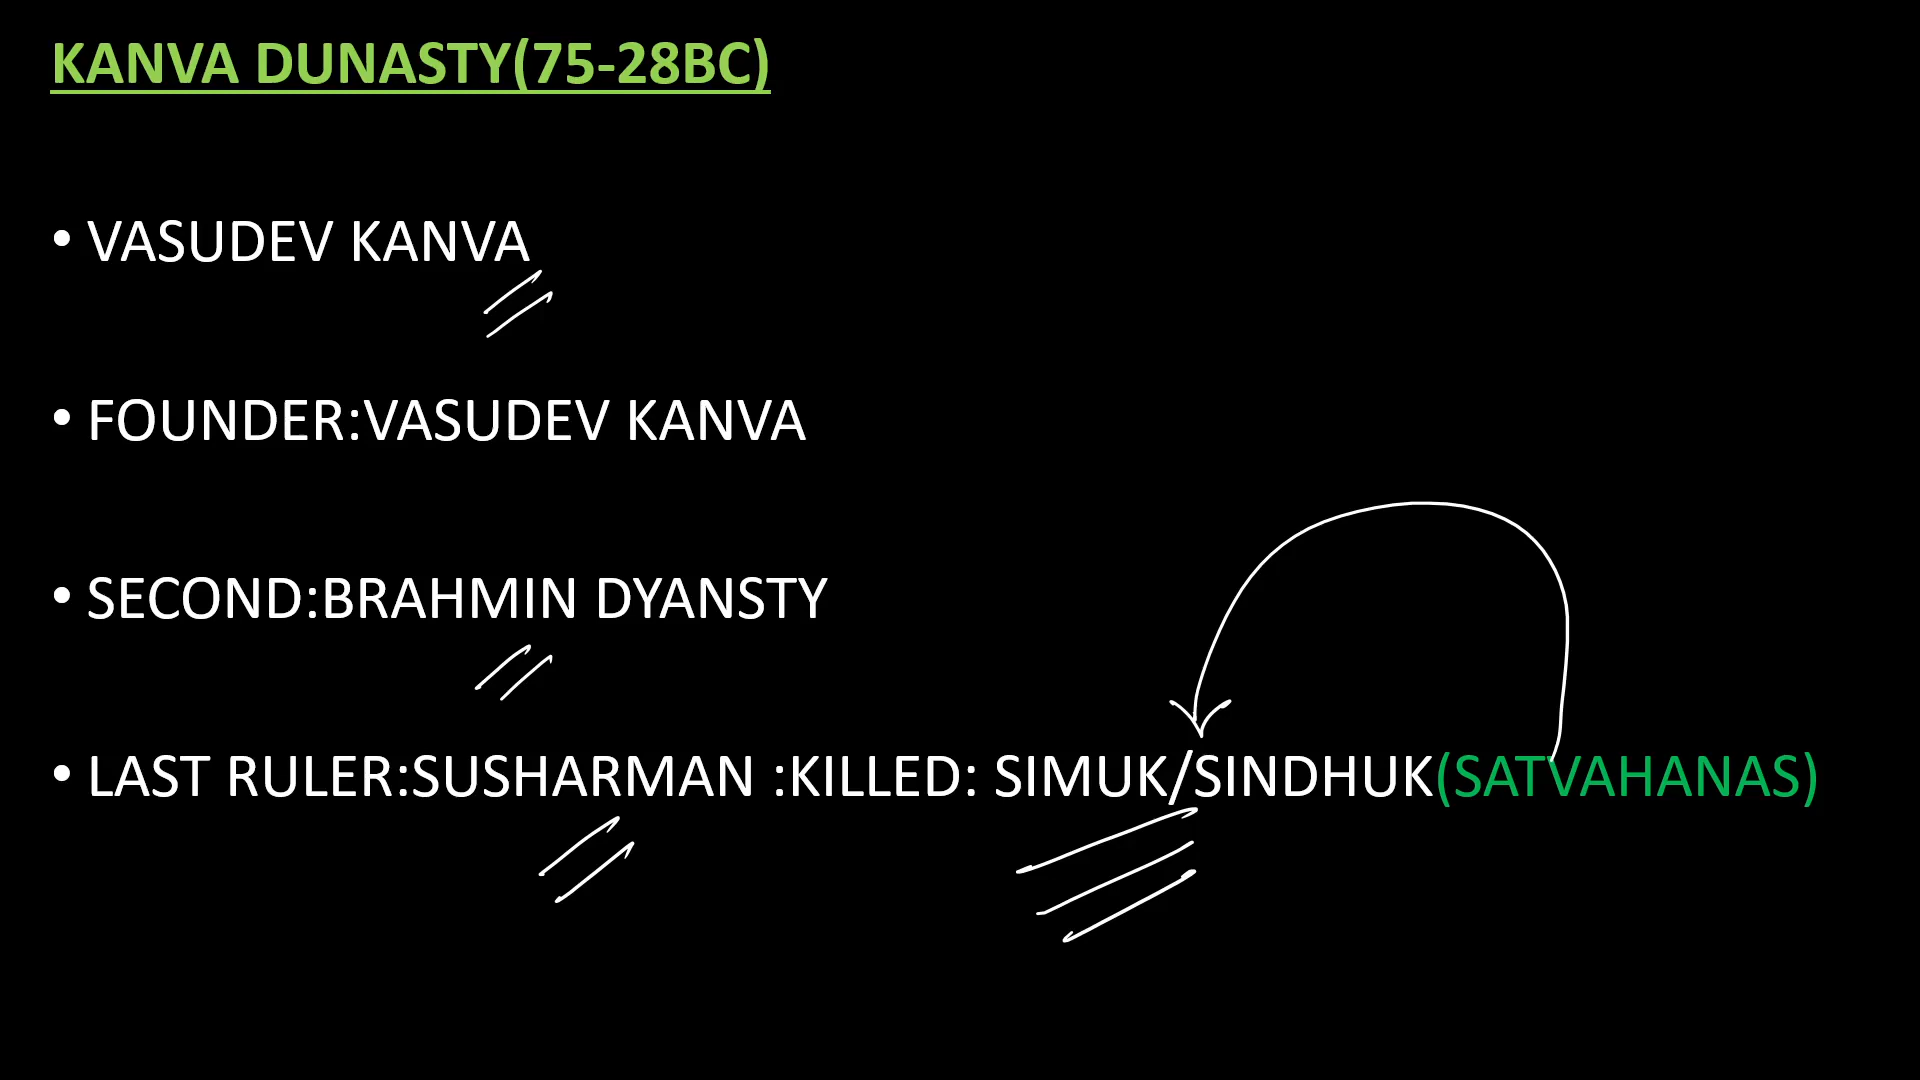 KANVA DUNASTY(75-28BC)
• VASUDEV KANVA
• FOUNDER:VASUDEV KANVA
• SECOND:BRAHMIN DYANSTY
• LAST RULER:SUSHARMAN :KILLED: SIMUK/SINDHUK(SATVAHANAS)